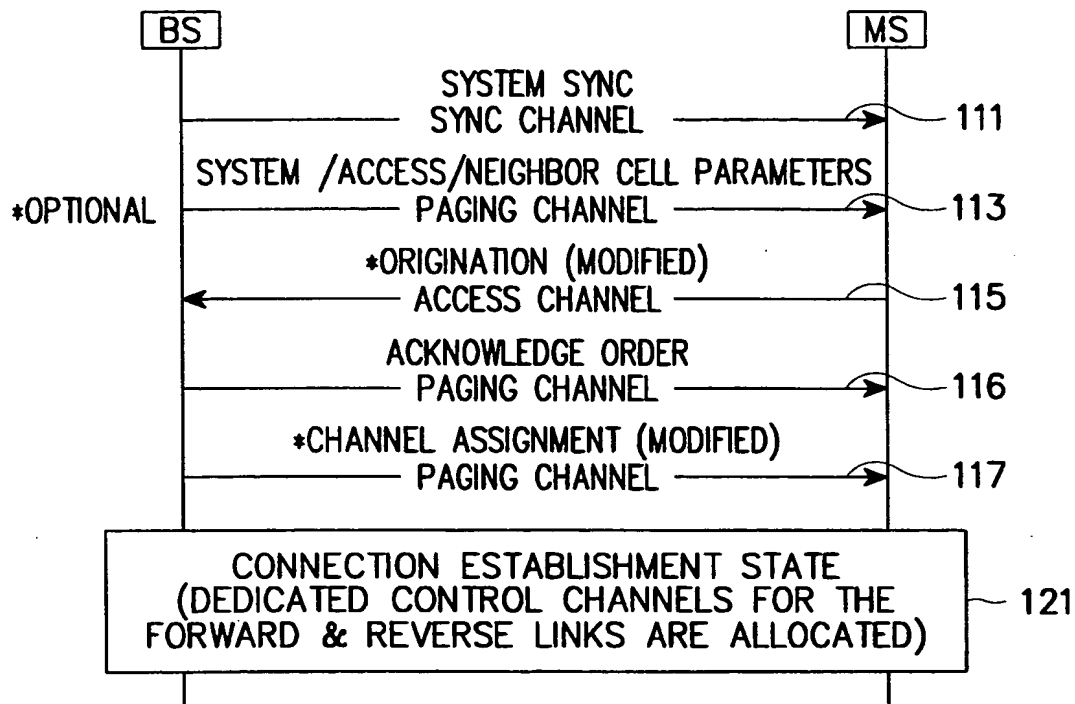 BS MS
SYSTEM SYNC
SYNC CHANNEL 111
SYSTEM /ACCESS/NEIGHBOR CELL PARAMETERS
*OPTIONAL PAGING CHANNEL 113
*ORIGINATION (MODIFIED)
ACCESS CHANNEL 115
ACKNOWLEDGE ORDER
PAGING CHANNEL 116
*CHANNEL ASSIGNMENT (MODIFIED)
PAGING CHANNEL 117
CONNECTION ESTABLISHMENT STATE
(DEDICATED CONTROL CHANNELS FOR THE 121
FORWARD & REVERSE LINKS ARE ALLOCATED)